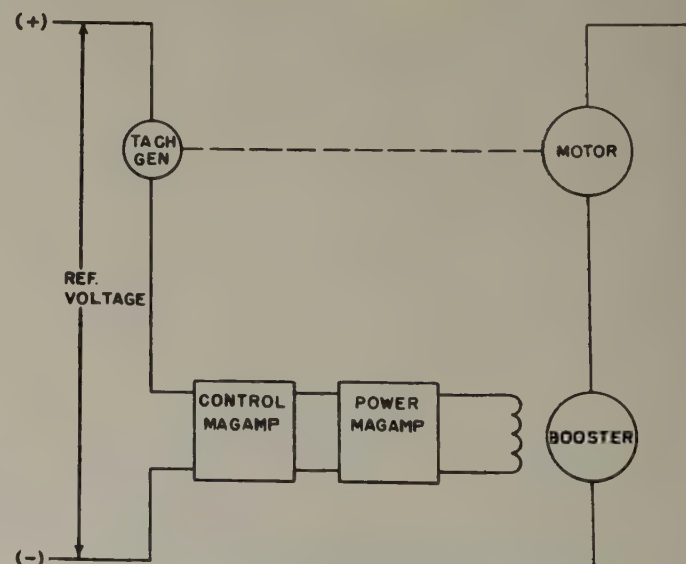 (+)
TACH
GEN
MOTOR
REF.
VOLTAGE
CONTROL
MAGAMP
POWER
MAGAMP
BOOSTER
(-)